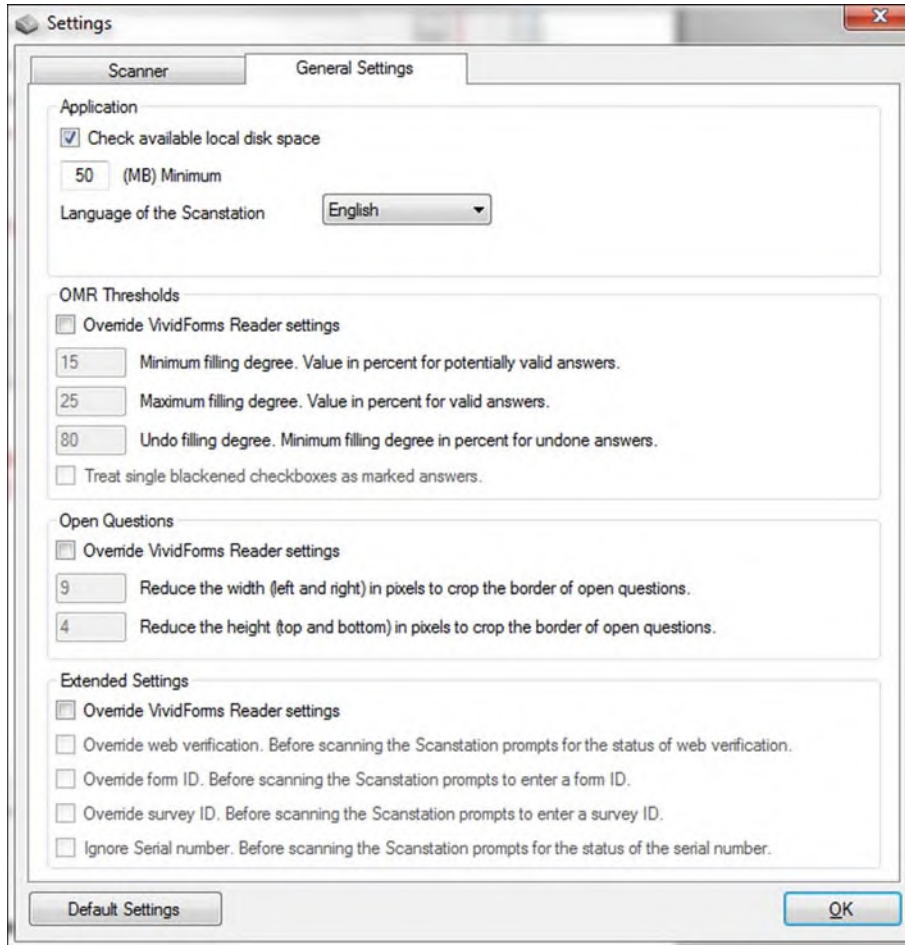 Settings
Scanner
General Settings
Application
Check available local disk space
50 (MB) Minimum
Language of the Scanstation English
OMR Thresholds
Override VividForms Reader settings
15 Minimum filling degree. Value in percent for potentially valid answers.
25 Maximum filling degree. Value in percent for valid answers.
80 Undo filling degree. Minimum filling degree in percent for undone answers.
Treat single blackened checkboxes as marked answers.
Open Questions
Override VividForms Reader settings
9 Reduce the width (left and right) in pixels to crop the border of open questions.
4 Reduce the height (top and bottom) in pixels to crop the border of open questions.
Extended Settings
Override VividForms Reader settings
Override web verification. Before scanning the Scanstation prompts for the status of web verification.
Override form ID. Before scanning the Scanstation prompts to enter a form ID.
Override survey ID. Before scanning the Scanstation prompts to enter a survey ID.
Ignore Serial number. Before scanning the Scanstation prompts for the status of the serial number.
Default Settings
OK